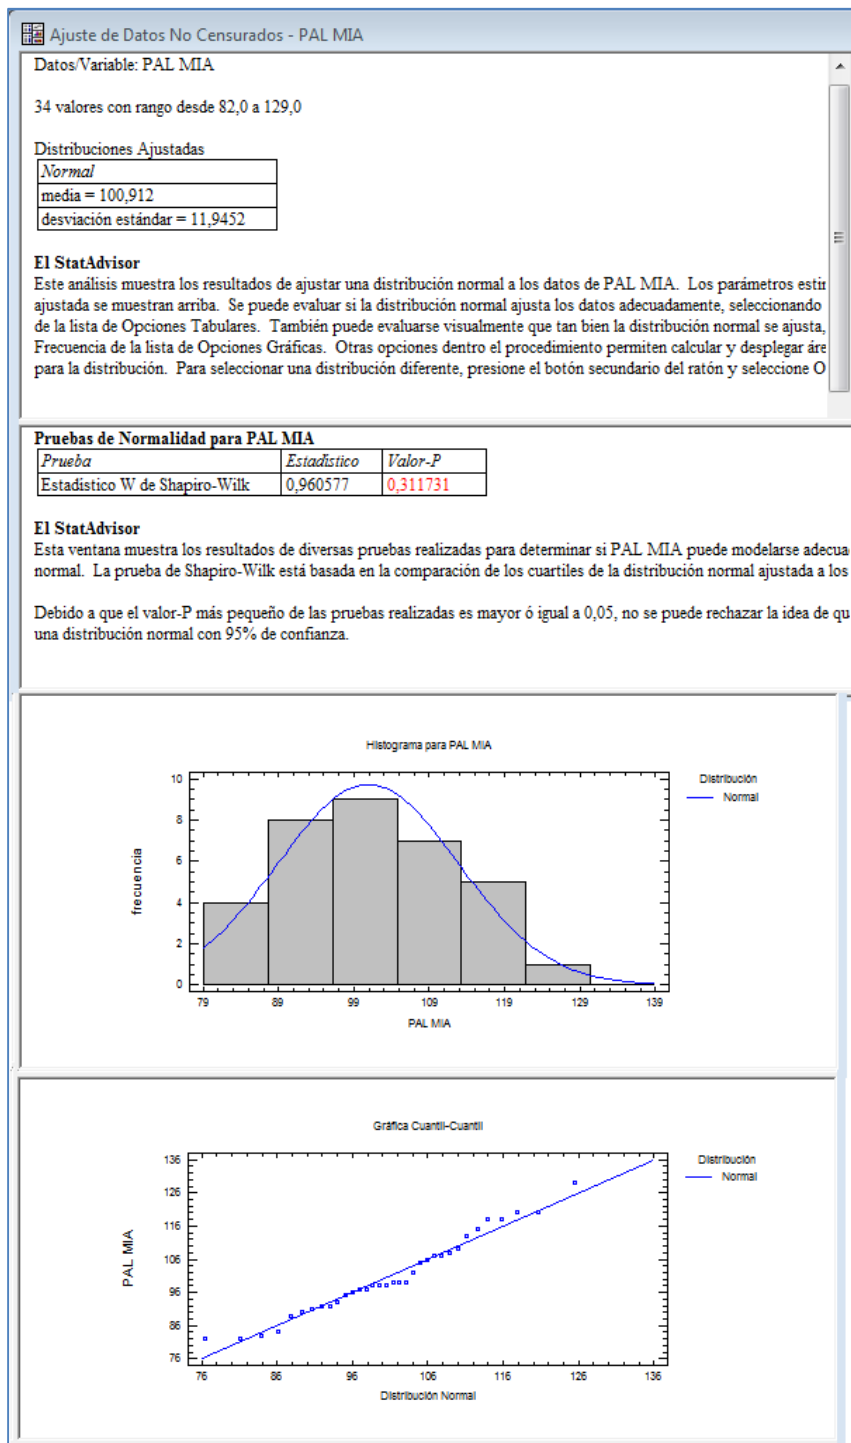 Ajuste de Datos No Censurados - PAL MIA
Datos/Variable: PAL MIA
34 valores con rango desde 82,0 a 129,0
Distribuciones Ajustadas
Normal
media = 100,912
desviación estándar = 11,9452
El StatAdvisor
Este análisis muestra los resultados de ajustar una distribución normal a los datos de PAL MIA.  Los parámetros estir
ajustada se muestran arriba.  Se puede evaluar si la distribución normal ajusta los datos adecuadamente, seleccionando
de la lista de Opciones Tabulares.  También puede evaluarse visualmente que tan bien la distribución normal se ajusta,
Frecuencia de la lista de Opciones Gráficas.  Otras opciones dentro el procedimiento permiten calcular y desplegar áre
para la distribución.  Para seleccionar una distribución diferente, presione el botón secundario del ratón y seleccione O
Pruebas de Normalidad para PAL MIA
Prueba Estadístico Valor-P
Estadístico W de Shapiro-Wilk 0,960577 0,311731
El StatAdvisor
Esta ventana muestra los resultados de diversas pruebas realizadas para determinar si PAL MIA puede modelarse adecua
normal.  La prueba de Shapiro-Wilk está basada en la comparación de los cuartiles de la distribución normal ajustada a los
Debido a que el valor-P más pequeño de las pruebas realizadas es mayor ó igual a 0,05, no se puede rechazar la idea de qu
una distribución normal con 95% de confianza.
Histograma para PAL MIA
Distribución
Normal
frecuencia
10
8
6
4
2
0
79 89 99 109 119 129 139
PAL MIA
Gráfica Cuantil-Cuantil
Distribución
Normal
PAL MIA
136
126
116
106
96
86
76
76 86 96 106 116 126 136
Distribución Normal